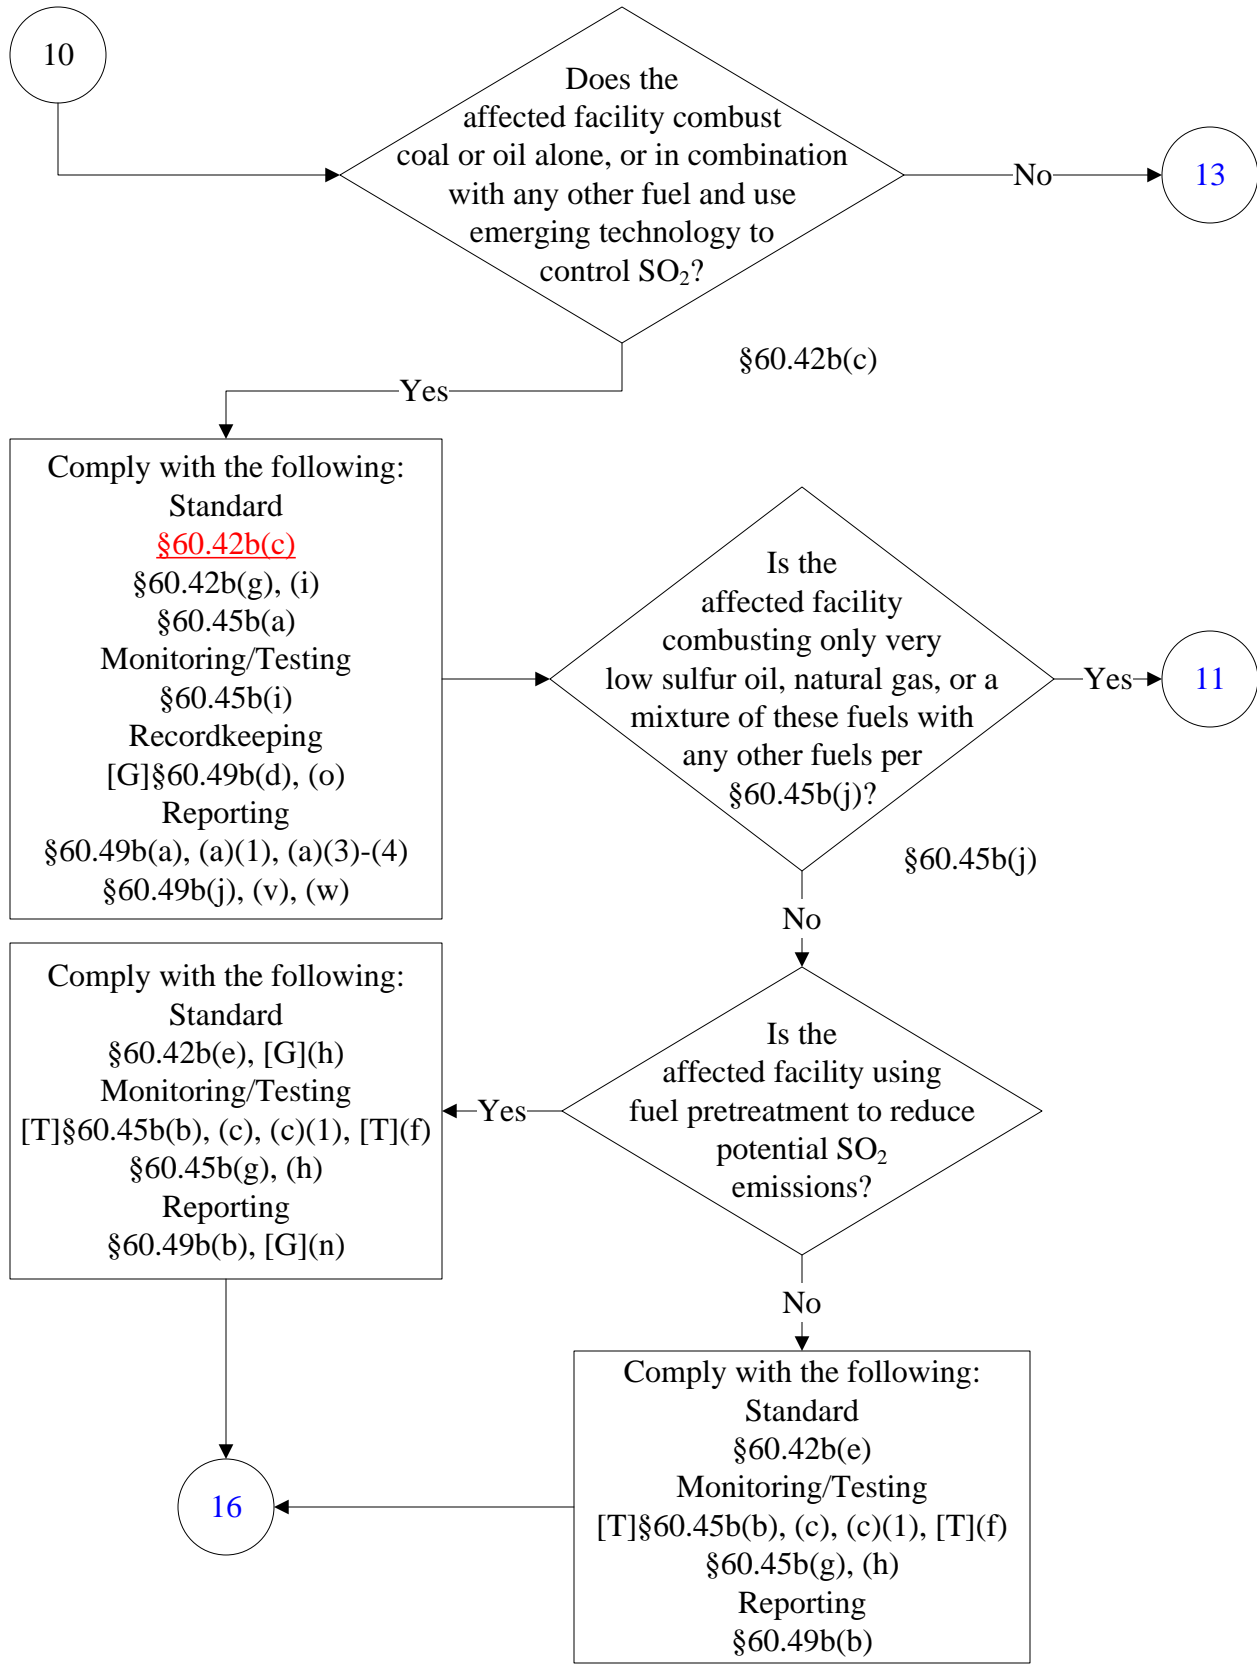 10
Does the
affected facility combust
coal or oil alone, or in combination
with any other fuel and use
emerging technology to
control SO₂?
No
13
§60.42b(c)
Yes
Comply with the following:
Standard
§60.42b(c)
§60.42b(g), (i)
§60.45b(a)
Monitoring/Testing
§60.45b(i)
Recordkeeping
[G]§60.49b(d), (o)
Reporting
§60.49b(a), (a)(1), (a)(3)-(4)
§60.49b(j), (v), (w)
Is the
affected facility
combusting only very
low sulfur oil, natural gas, or a
mixture of these fuels with
any other fuels per
§60.45b(j)?
Yes
11
§60.45b(j)
No
Is the
affected facility using
fuel pretreatment to reduce
potential SO₂
emissions?
Yes
Comply with the following:
Standard
§60.42b(e), [G](h)
Monitoring/Testing
[T]§60.45b(b), (c), (c)(1), [T](f)
§60.45b(g), (h)
Reporting
§60.49b(b), [G](n)
No
Comply with the following:
Standard
§60.42b(e)
Monitoring/Testing
[T]§60.45b(b), (c), (c)(1), [T](f)
§60.45b(g), (h)
Reporting
§60.49b(b)
16